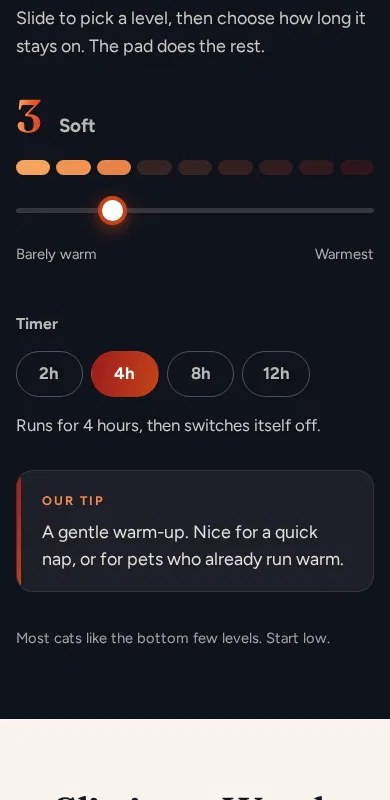 Slide to pick a level, then choose how long it
stays on. The pad does the rest.
3 Soft
Barely warm Warmest
Timer
2h 4h 8h 12h
Runs for 4 hours, then switches itself off.
OUR TIP
A gentle warm-up. Nice for a quick
nap, or for pets who already run warm.
Most cats like the bottom few levels. Start low.